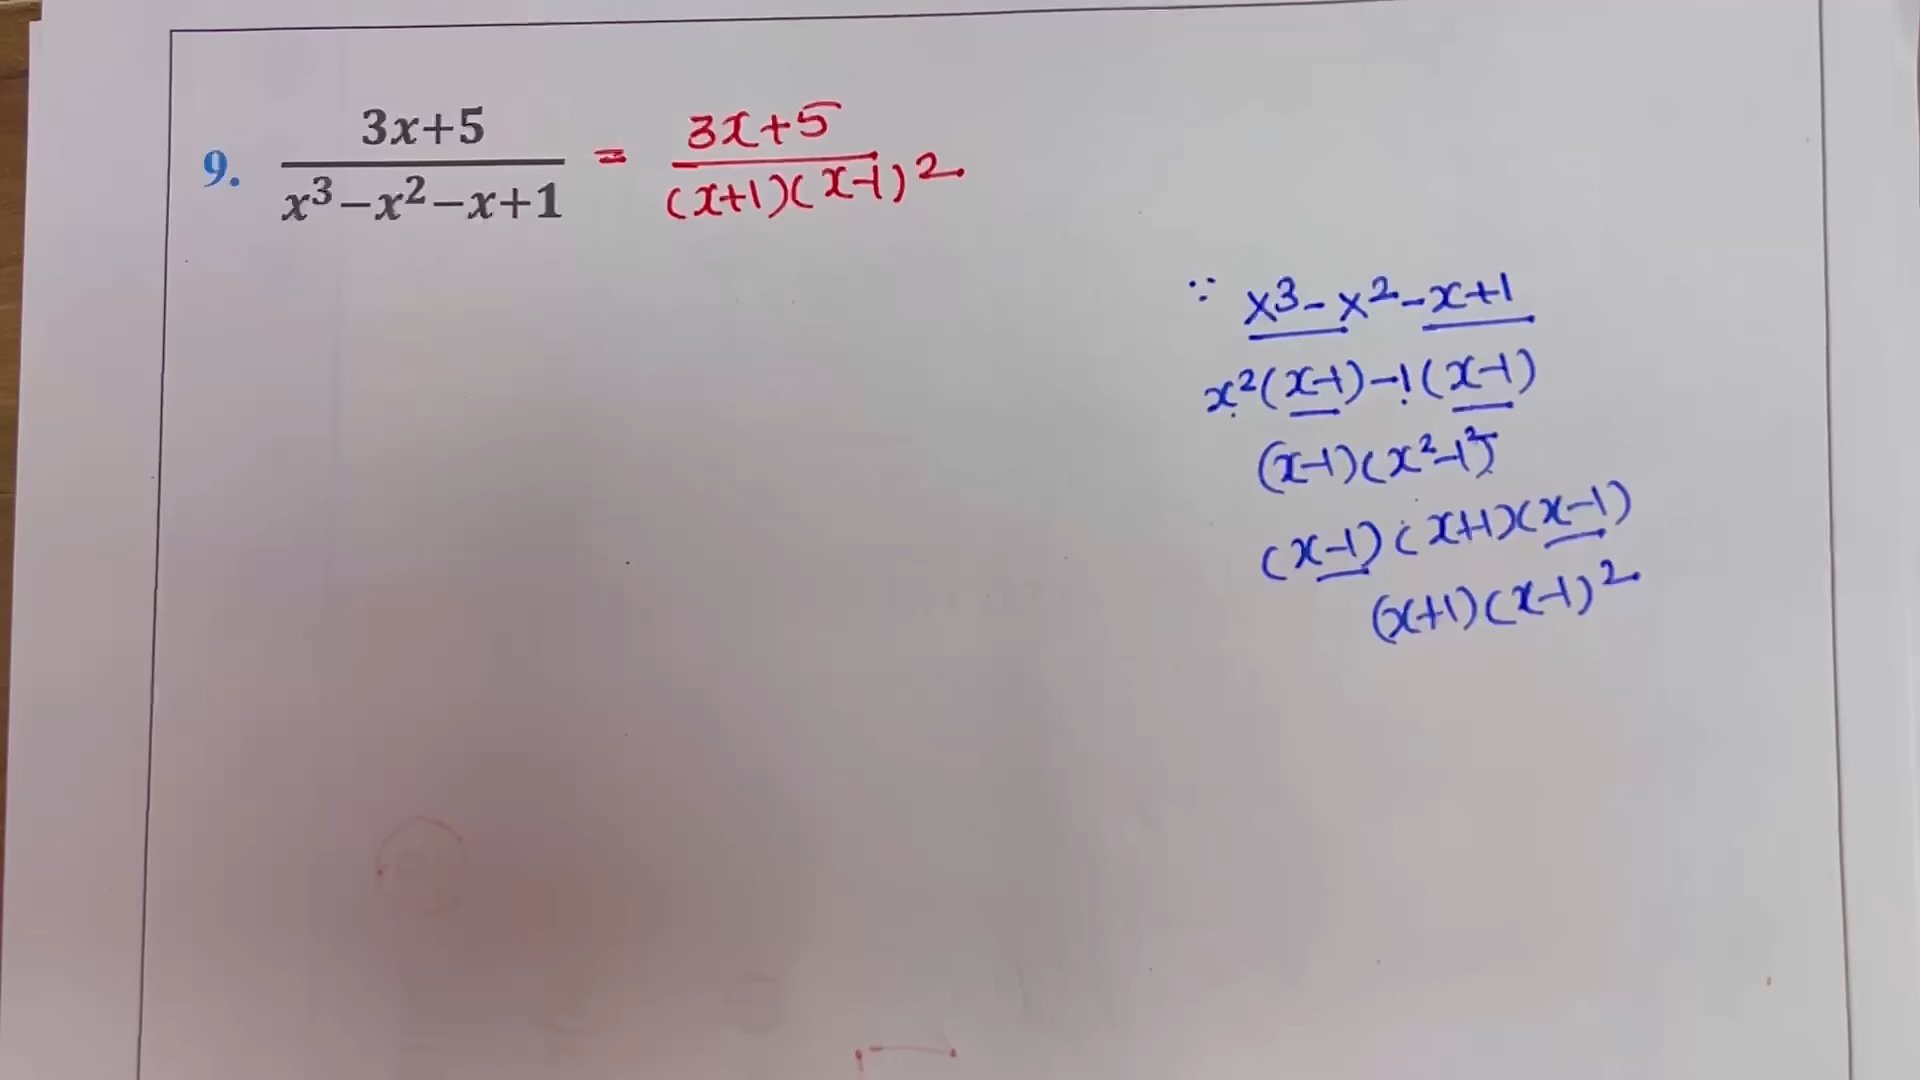 9. (3x+5)/(x³−x²−x+1) = (3x+5)/((x+1)(x−1)²)
∵ x³−x²−x+1
x²(x−1)−1(x−1)
(x−1)(x²−1²)
(x−1)(x+1)(x−1)
(x+1)(x−1)²